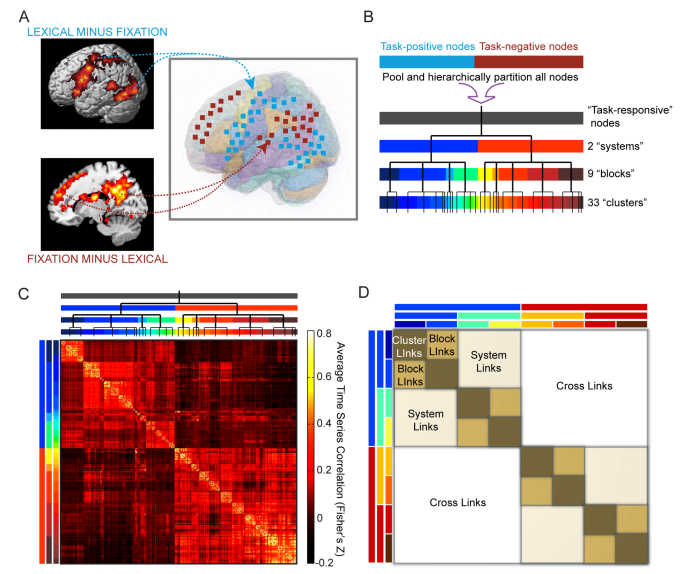 A
LEXICAL MINUS FIXATION
FIXATION MINUS LEXICAL
B
Task-positive nodes
Task-negative nodes
Pool and hierarchically partition all nodes
“Task-responsive”
nodes
2 “systems”
9 “blocks”
33 “clusters”
C
0.8
0.6
0.4
0.2
0
-0.2
Average Time Series Correlation (Fisher's Z)
D
Cluster
LInks
Block
LInks
System
Links
Cross Links
Block
LInks
System
Links
Cross Links